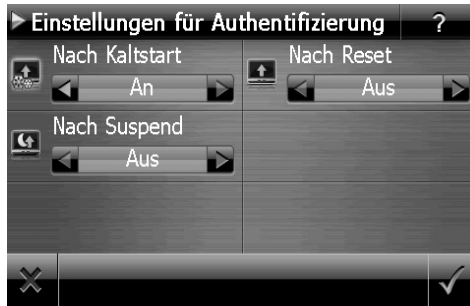 Einstellungen für Authentifizierung ?
Nach Kaltstart Nach Reset
An Aus
Nach Suspend
Aus